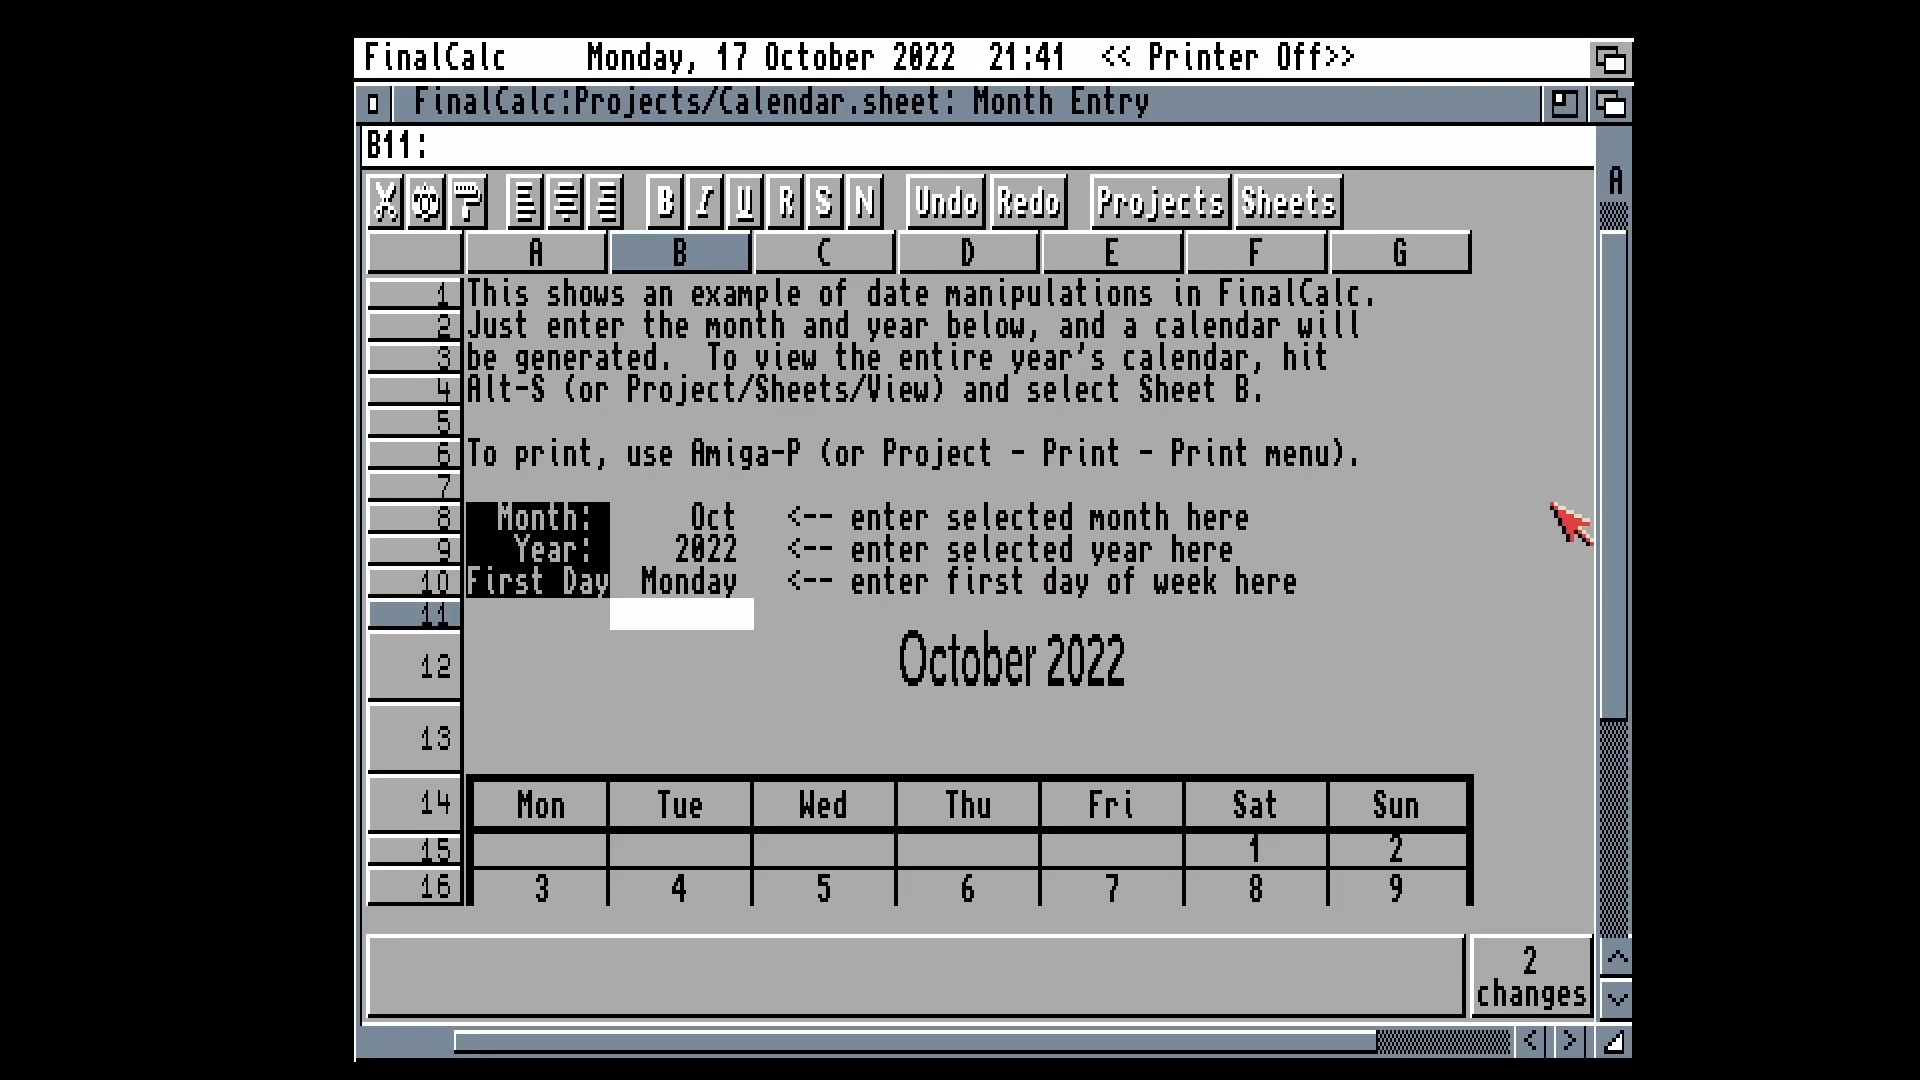 FinalCalc Monday, 17 October 2022 21:41 << Printer Off>>
FinalCalc:Projects/Calendar.sheet: Month Entry
B11:
A
B I U R S N Undo Redo Projects Sheets
A B C D E F G
1 This shows an example of date manipulations in FinalCalc.
2 Just enter the month and year below, and a calendar will
3 be generated. To view the entire year's calendar, hit
4 Alt-S (or Project/Sheets/View) and select Sheet B.
5
6 To print, use Amiga-P (or Project - Print - Print menu).
7
8 Month: Oct <-- enter selected month here
9 Year: 2022 <-- enter selected year here
10 First Day Monday <-- enter first day of week here
11
12 October 2022
13
14 Mon Tue Wed Thu Fri Sat Sun
15 1 2
16 3 4 5 6 7 8 9
2
changes